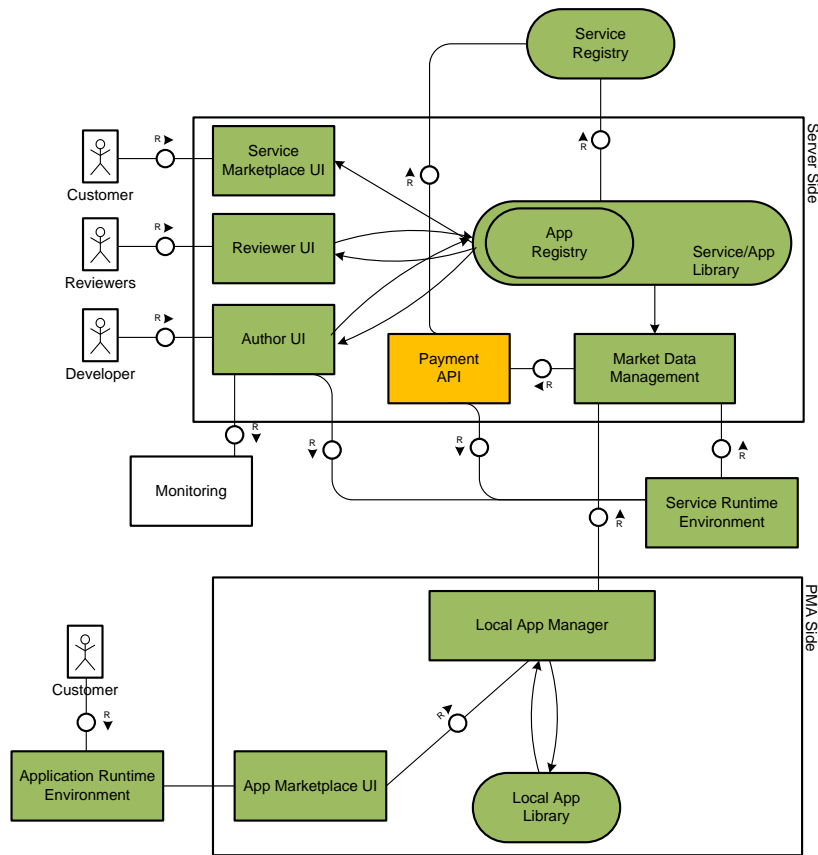 Service
Registry
R
Server Side
Customer
Service
Marketplace UI
R
R
R
Reviewers
Reviewer UI
App
Registry
Service/App
Library
R
Developer
Author UI
Payment
API
R
Market Data
Management
R
R
R
R
Monitoring
Service Runtime
Environment
R
PMA Side
Local App Manager
Customer
R
R
Application Runtime
Environment
App Marketplace UI
Local App
Library